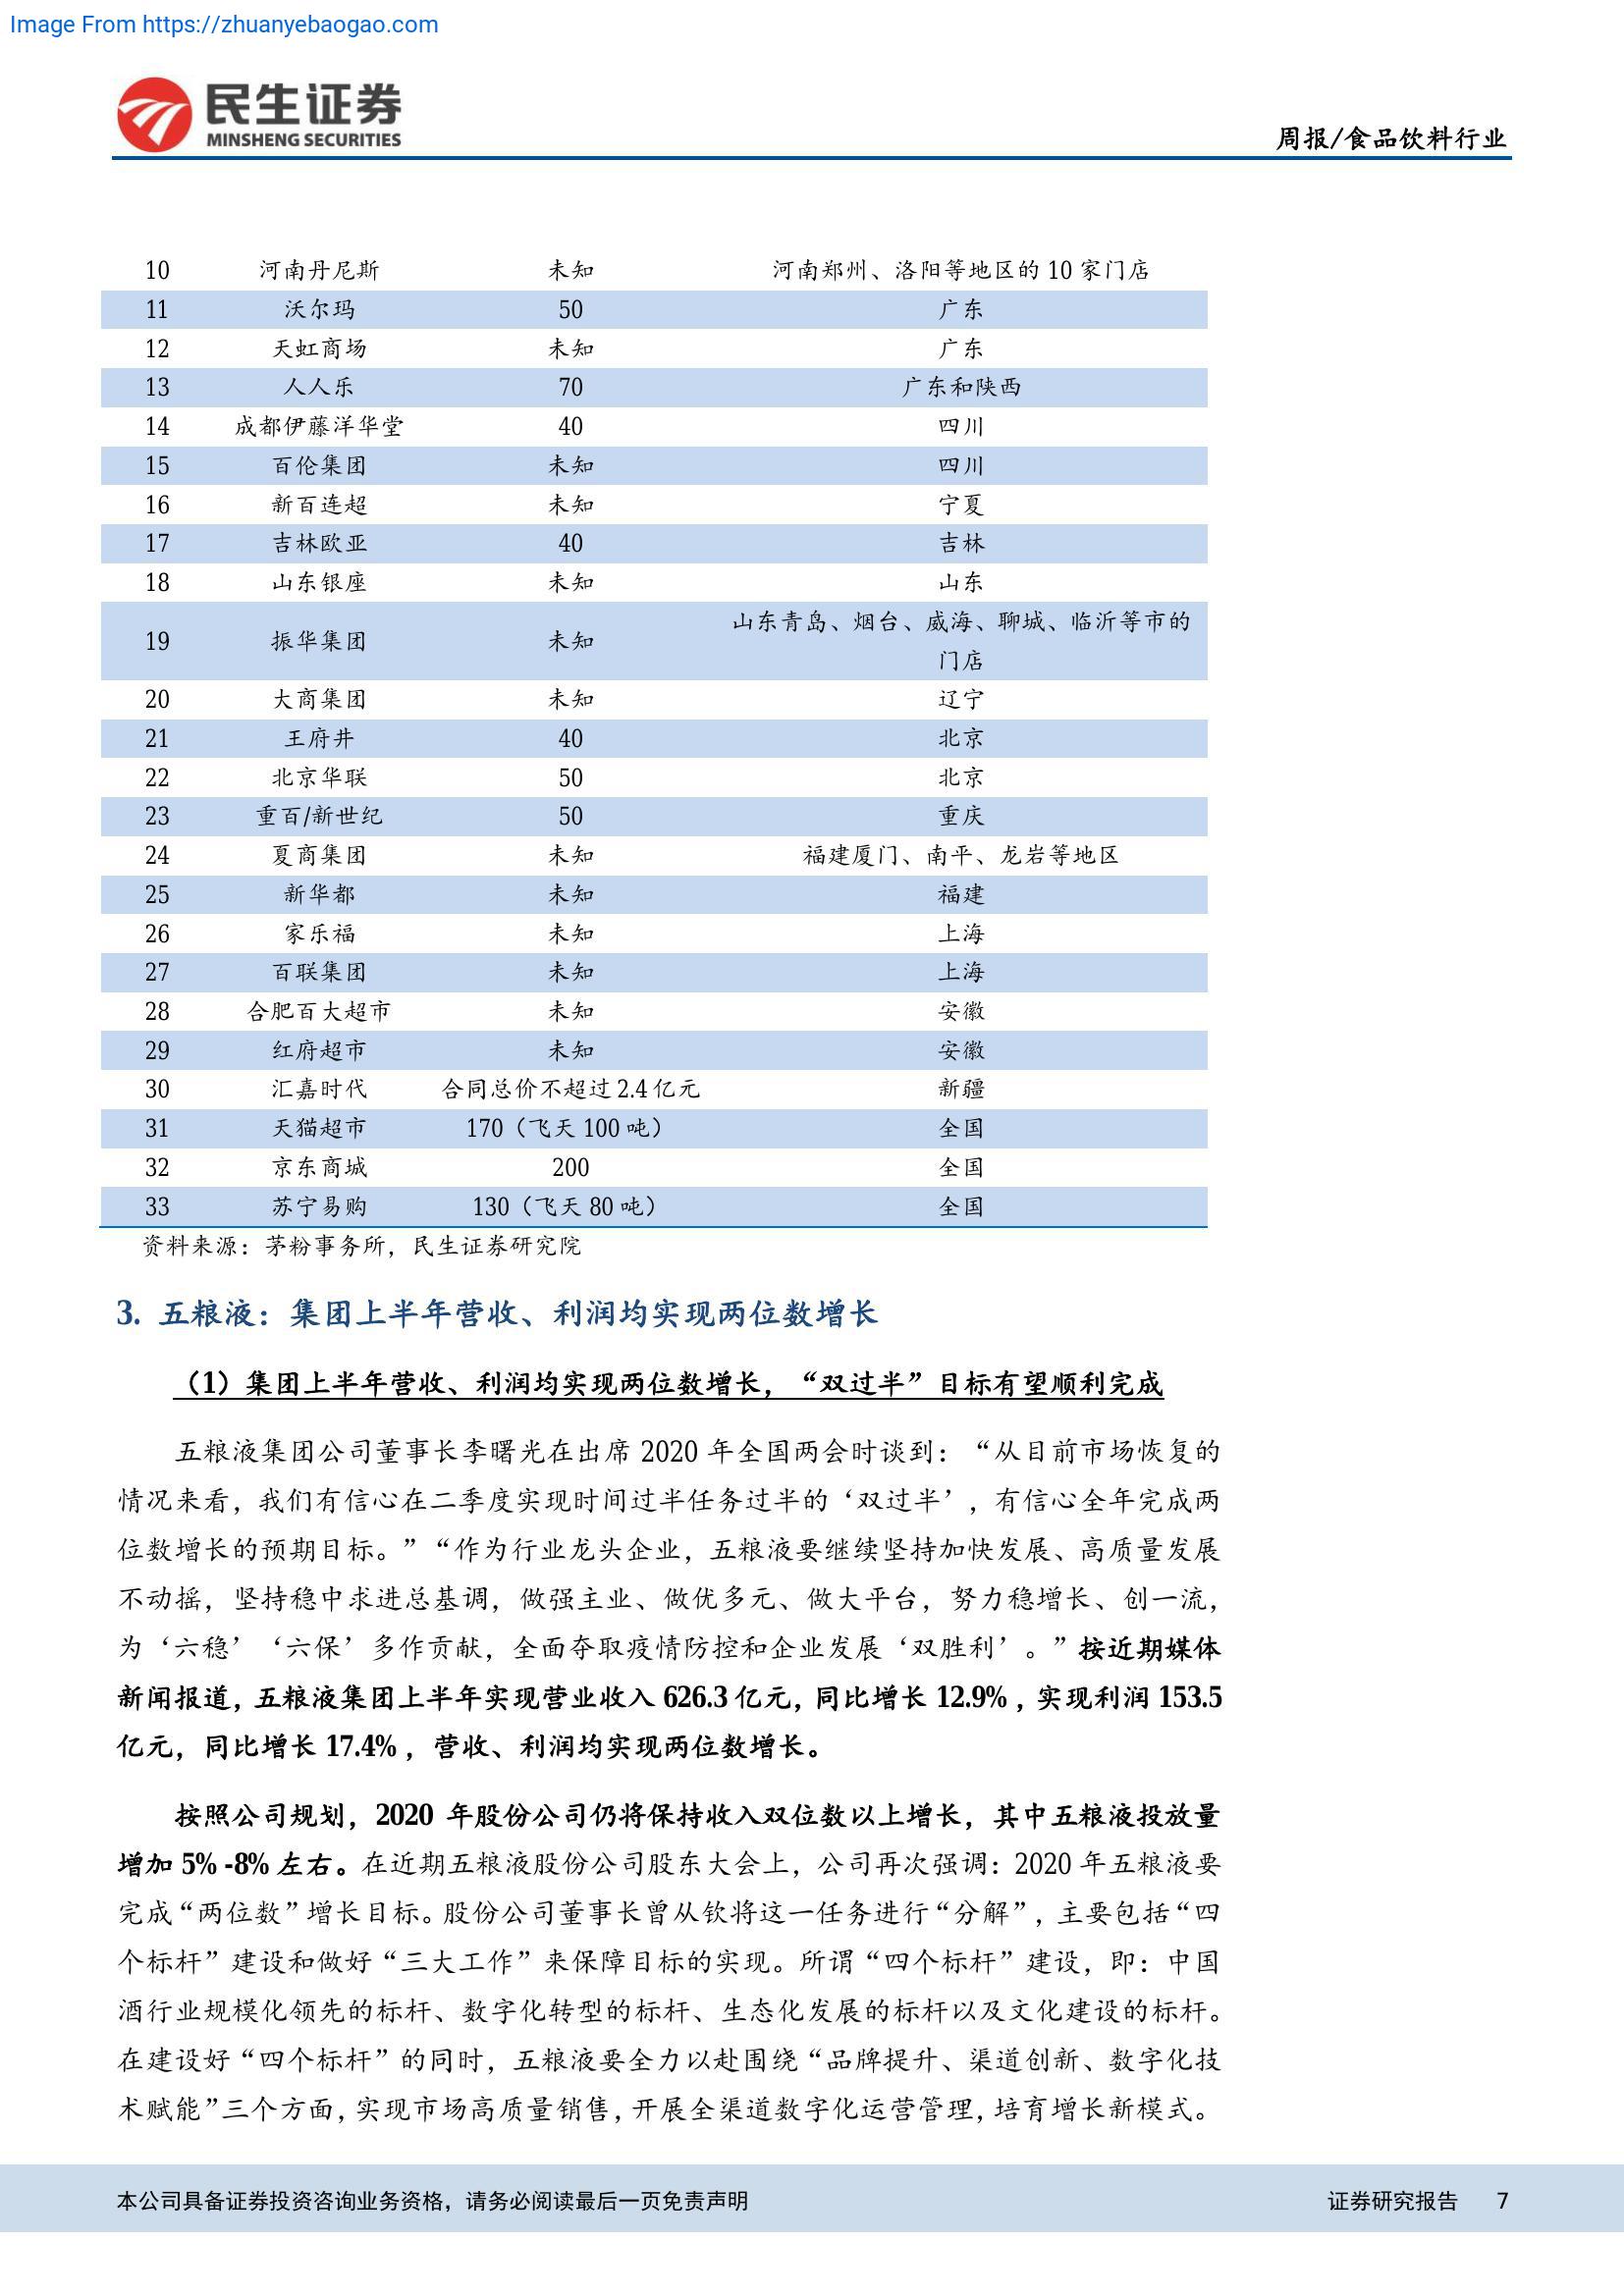 Image From https://zhuanyebaogao.com
民生证券
MINSHENG SECURITIES
周报/食品饮料行业
10 河南丹尼斯 未知 河南郑州、洛阳等地区的 10 家门店
11 沃尔玛 50 广东
12 天虹商场 未知 广东
13 人人乐 70 广东和陕西
14 成都伊藤洋华堂 40 四川
15 百伦集团 未知 四川
16 新百连超 未知 宁夏
17 吉林欧亚 40 吉林
18 山东银座 未知 山东
19 振华集团 未知 山东青岛、烟台、威海、聊城、临沂等市的
门店
20 大商集团 未知 辽宁
21 王府井 40 北京
22 北京华联 50 北京
23 重百/新世纪 50 重庆
24 夏商集团 未知 福建厦门、南平、龙岩等地区
25 新华都 未知 福建
26 家乐福 未知 上海
27 百联集团 未知 上海
28 合肥百大超市 未知 安徽
29 红府超市 未知 安徽
30 汇嘉时代 合同总价不超过 2.4 亿元 新疆
31 天猫超市 170（飞天 100 吨） 全国
32 京东商城 200 全国
33 苏宁易购 130（飞天 80 吨） 全国
资料来源：茅粉事务所，民生证券研究院
3. 五粮液：集团上半年营收、利润均实现两位数增长
（1）集团上半年营收、利润均实现两位数增长，“双过半”目标有望顺利完成
五粮液集团公司董事长李曙光在出席 2020 年全国两会时谈到：“从目前市场恢复的
情况来看，我们有信心在二季度实现时间过半任务过半的‘双过半’，有信心全年完成两
位数增长的预期目标。”“作为行业龙头企业，五粮液要继续坚持加快发展、高质量发展
不动摇，坚持稳中求进总基调，做强主业、做优多元、做大平台，努力稳增长、创一流，
为‘六稳’‘六保’多作贡献，全面夺取疫情防控和企业发展‘双胜利’。”按近期媒体
新闻报道，五粮液集团上半年实现营业收入 626.3 亿元，同比增长 12.9%，实现利润 153.5
亿元，同比增长 17.4%，营收、利润均实现两位数增长。
按照公司规划，2020 年股份公司仍将保持收入双位数以上增长，其中五粮液投放量
增加 5%-8%左右。在近期五粮液股份公司股东大会上，公司再次强调：2020 年五粮液要
完成“两位数”增长目标。股份公司董事长曾从钦将这一任务进行“分解”，主要包括“四
个标杆”建设和做好“三大工作”来保障目标的实现。所谓“四个标杆”建设，即：中国
酒行业规模化领先的标杆、数字化转型的标杆、生态化发展的标杆以及文化建设的标杆。
在建设好“四个标杆”的同时，五粮液要全力以赴围绕“品牌提升、渠道创新、数字化技
术赋能”三个方面，实现市场高质量销售，开展全渠道数字化运营管理，培育增长新模式。
本公司具备证券投资咨询业务资格，请务必阅读最后一页免责声明 证券研究报告 7